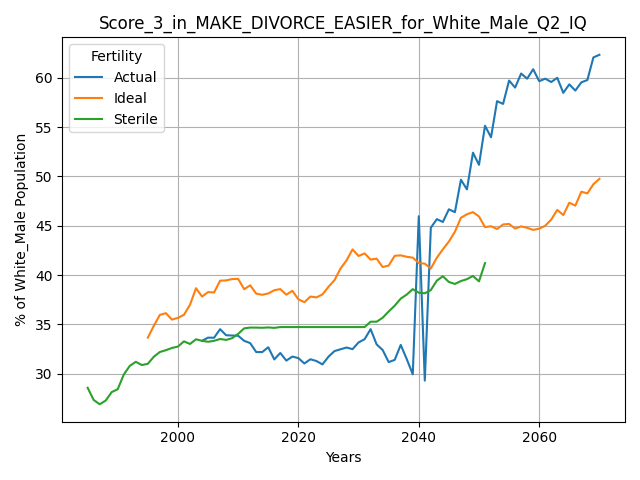 Score_3_in_MAKE_DIVORCE_EASIER_for_White_Male_Q2_IQ
Fertility
Actual
Ideal
Sterile
% of White_Male Population
60
55
50
45
40
35
30
2000
2020
2040
2060
Years